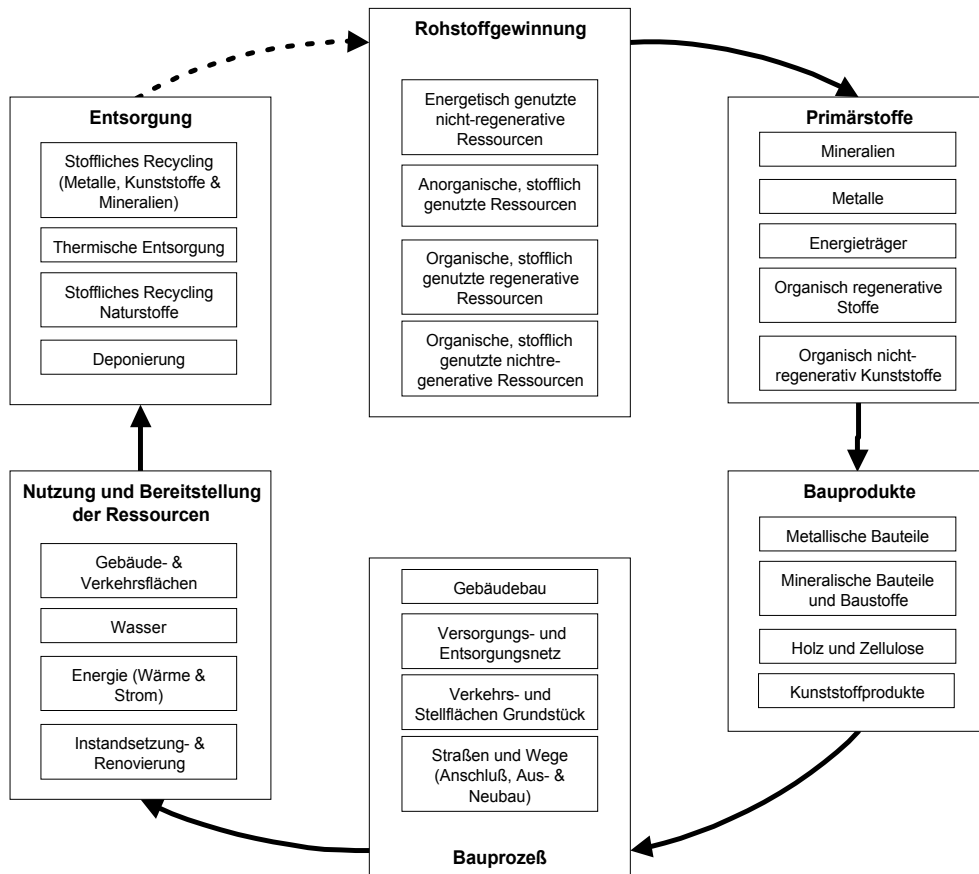 Rohstoffgewinnung
Energetisch genutzte
nicht-regenerative
Ressourcen
Anorganische, stofflich
genutzte Ressourcen
Organische, stofflich
genutzte regenerative
Ressourcen
Organische, stofflich
genutzte nichtre-
generative Ressourcen
Primärstoffe
Mineralien
Metalle
Energieträger
Organisch regenerative
Stoffe
Organisch nicht-
regenerativ Kunststoffe
Bauprodukte
Metallische Bauteile
Mineralische Bauteile
und Baustoffe
Holz und Zellulose
Kunststoffprodukte
Gebäudebau
Versorgungs- und
Entsorgungsnetz
Verkehrs- und
Stellflächen Grundstück
Straßen und Wege
(Anschluß, Aus- &
Neubau)
Bauprozeß
Nutzung und Bereitstellung
der Ressourcen
Gebäude- &
Verkehrsflächen
Wasser
Energie (Wärme &
Strom)
Instandsetzung- &
Renovierung
Entsorgung
Stoffliches Recycling
(Metalle, Kunststoffe &
Mineralien)
Thermische Entsorgung
Stoffliches Recycling
Naturstoffe
Deponierung